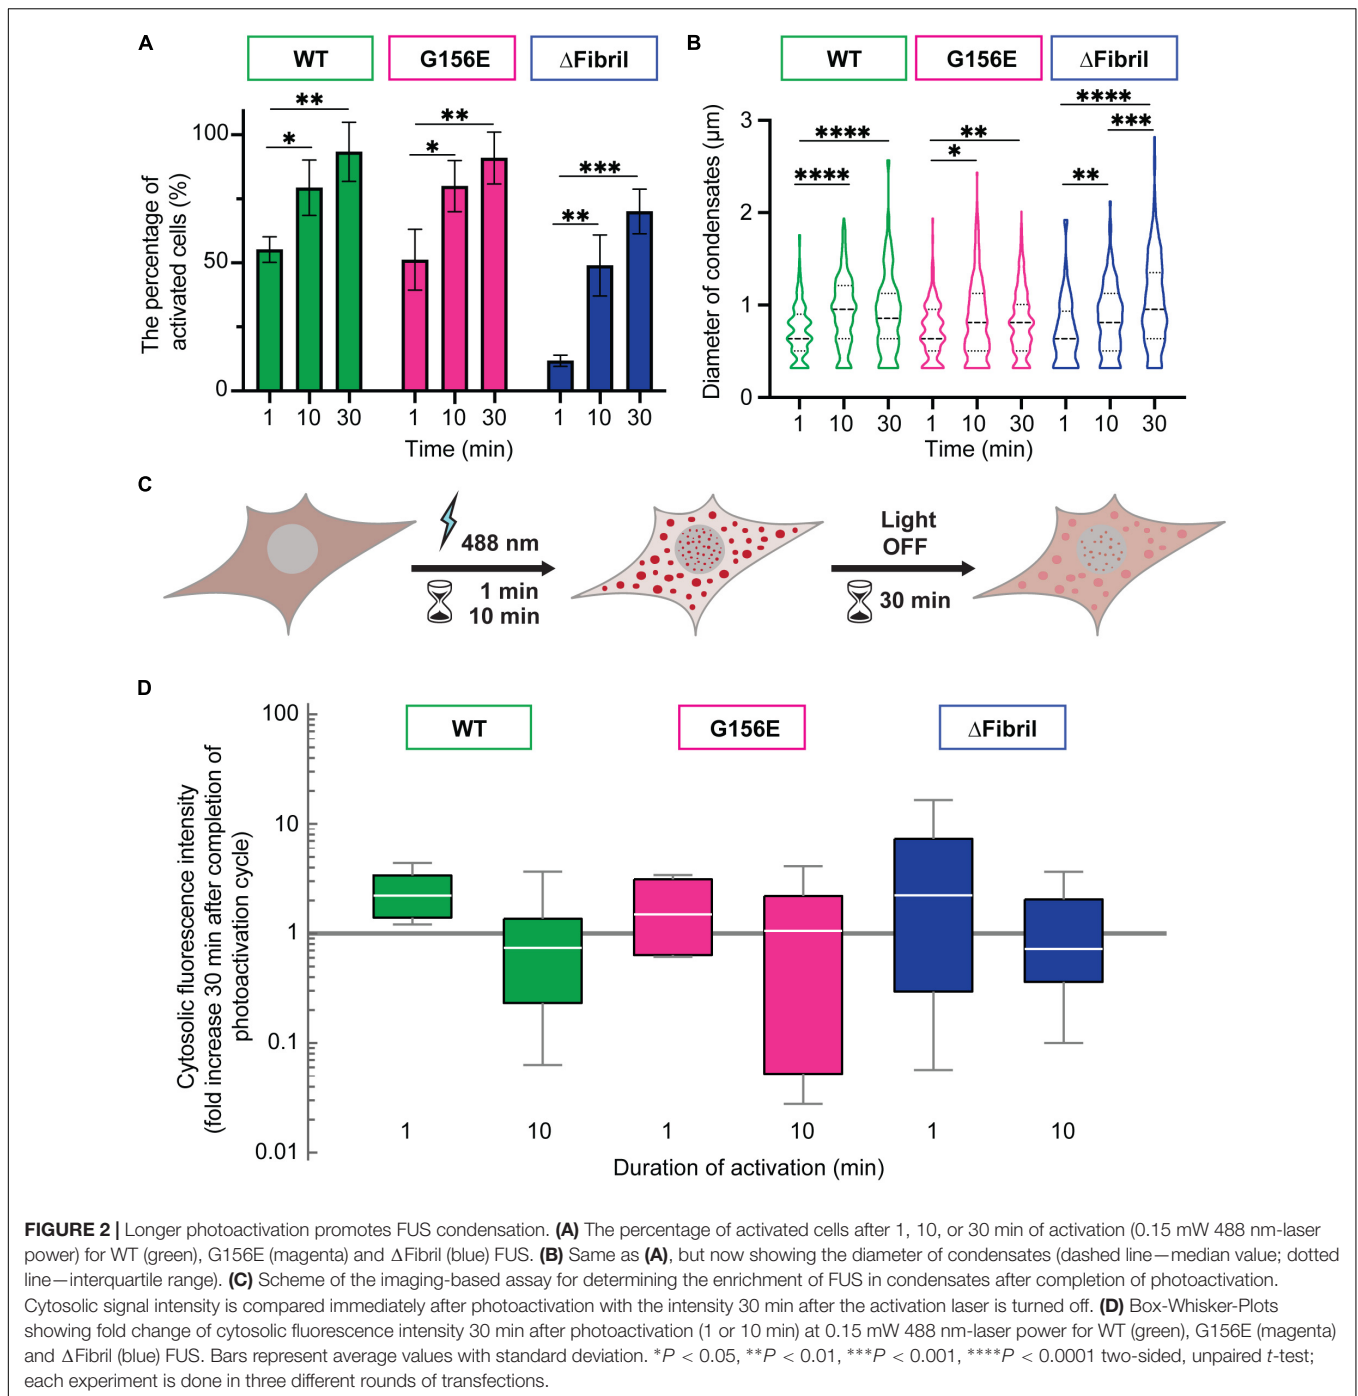 A
WT
G156E
ΔFibril
The percentage of
activated cells (%)
100
50
0
**
*
**
*
***
**
1 10 30 1 10 30 1 10 30
Time (min)
B
WT
G156E
ΔFibril
Diameter of condensates (µm)
3
2
1
0
****
****
**
*
****
***
**
1 10 30 1 10 30 1 10 30
Time (min)
C
488 nm
1 min
10 min
Light
OFF
30 min
D
WT
G156E
ΔFibril
Cytosolic fluorescence intensity
(fold increase 30 min after completion of
photoactivation cycle)
100
10
1
0.1
0.01
1 10 1 10 1 10
Duration of activation (min)
FIGURE 2 | Longer photoactivation promotes FUS condensation. (A) The percentage of activated cells after 1, 10, or 30 min of activation (0.15 mW 488 nm-laser
power) for WT (green), G156E (magenta) and ΔFibril (blue) FUS. (B) Same as (A), but now showing the diameter of condensates (dashed line—median value; dotted
line—interquartile range). (C) Scheme of the imaging-based assay for determining the enrichment of FUS in condensates after completion of photoactivation.
Cytosolic signal intensity is compared immediately after photoactivation with the intensity 30 min after the activation laser is turned off. (D) Box-Whisker-Plots
showing fold change of cytosolic fluorescence intensity 30 min after photoactivation (1 or 10 min) at 0.15 mW 488 nm-laser power for WT (green), G156E (magenta)
and ΔFibril (blue) FUS. Bars represent average values with standard deviation. *P < 0.05, **P < 0.01, ***P < 0.001, ****P < 0.0001 two-sided, unpaired t-test;
each experiment is done in three different rounds of transfections.